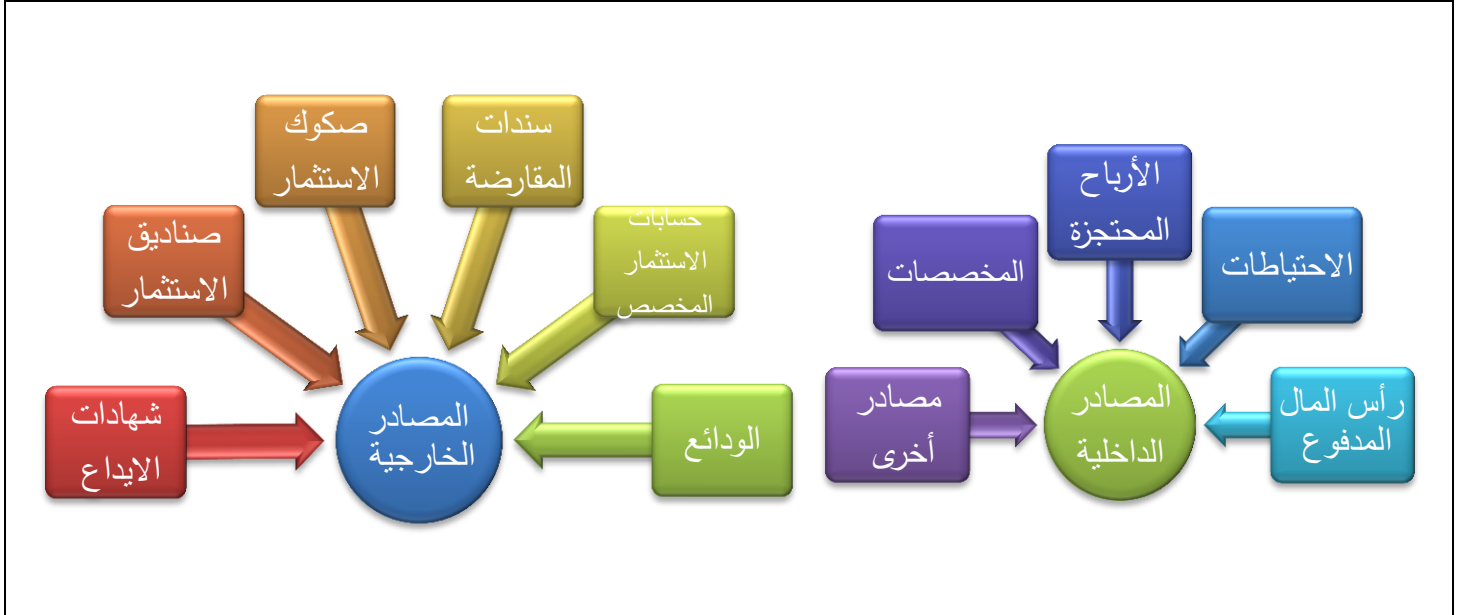 رأس المال
المدفوع
الاحتياطات
الأرباح
المحتجزة
المخصصات
مصادر
أخرى
المصادر
الداخلية
الودائع
حسابات
الاستثمار
المخصص
سندات
المقارضة
صكوك
الاستثمار
صناديق
الاستثمار
شهادات
الايداع
المصادر
الخارجية